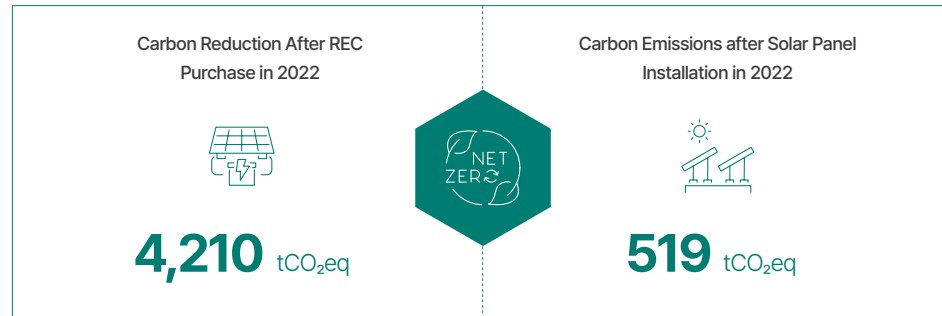 Carbon Reduction After REC
Purchase in 2022
4,210 tCO₂eq
NET
ZERO
Carbon Emissions after Solar Panel
Installation in 2022
519 tCO₂eq